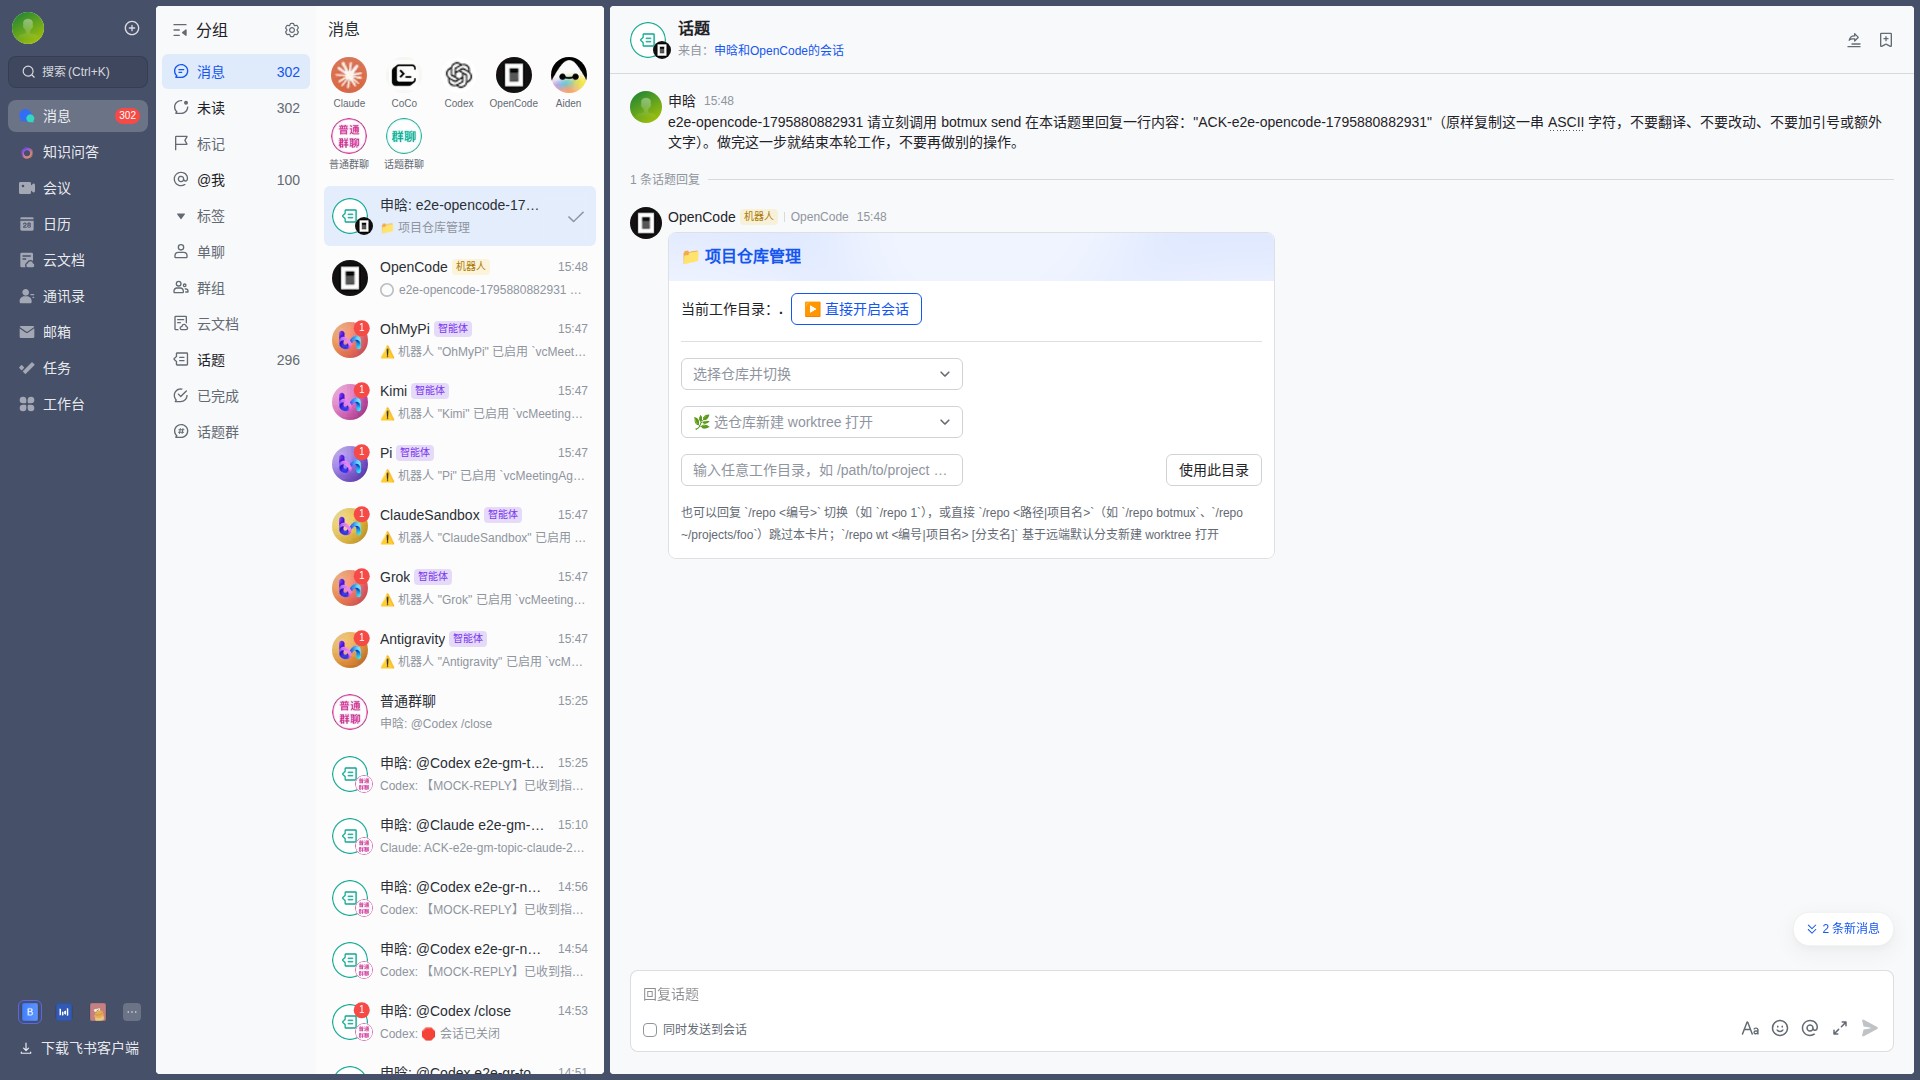 搜索 (Ctrl+K)
消息
302
知识问答
会议
日历
云文档
通讯录
邮箱
任务
工作台
下载飞书客户端
分组
消息 302
未读 302
标记
@我 100
标签
单聊
群组
云文档
话题 296
已完成
话题群
消息
Claude
CoCo
Codex
OpenCode
Aiden
普通群聊
普通群聊
群聊
话题群聊
申晗: e2e-opencode-17…
📁 项目仓库管理
OpenCode 机器人 15:48
e2e-opencode-1795880882931 …
OhMyPi 智能体 15:47
1
⚠️ 机器人 "OhMyPi" 已启用 `vcMeet…
Kimi 智能体 15:47
1
⚠️ 机器人 "Kimi" 已启用 `vcMeeting…
Pi 智能体 15:47
1
⚠️ 机器人 "Pi" 已启用 `vcMeetingAg…
ClaudeSandbox 智能体 15:47
1
⚠️ 机器人 "ClaudeSandbox" 已启用 …
Grok 智能体 15:47
1
⚠️ 机器人 "Grok" 已启用 `vcMeeting…
Antigravity 智能体 15:47
1
⚠️ 机器人 "Antigravity" 已启用 `vcM…
普通群聊
普通群聊 15:25
申晗: @Codex /close
申晗: @Codex e2e-gm-t… 15:25
Codex: 【MOCK-REPLY】已收到指…
申晗: @Claude e2e-gm-… 15:10
Claude: ACK-e2e-gm-topic-claude-2…
申晗: @Codex e2e-gr-n… 14:56
Codex: 【MOCK-REPLY】已收到指…
申晗: @Codex e2e-gr-n… 14:54
Codex: 【MOCK-REPLY】已收到指…
申晗: @Codex /close 14:53
1
Codex: 🛑 会话已关闭
申晗: @Codex e2e-gr-to… 14:51
话题
来自：申晗和OpenCode的会话
申晗 15:48
e2e-opencode-1795880882931 请立刻调用 botmux send 在本话题里回复一行内容："ACK-e2e-opencode-1795880882931"（原样复制这一串 ASCII 字符，不要翻译、不要改动、不要加引号或额外
文字）。做完这一步就结束本轮工作，不要再做别的操作。
1 条话题回复
OpenCode 机器人 | OpenCode 15:48
📁 项目仓库管理
当前工作目录：. ▶️ 直接开启会话
选择仓库并切换
🌿 选仓库新建 worktree 打开
输入任意工作目录，如 /path/to/project …
使用此目录
也可以回复 `/repo <编号>` 切换（如 `/repo 1`），或直接 `/repo <路径|项目名>`（如 `/repo botmux`、`/repo
~/projects/foo`）跳过本卡片；`/repo wt <编号|项目名> [分支名]` 基于远端默认分支新建 worktree 打开
2 条新消息
回复话题
同时发送到会话